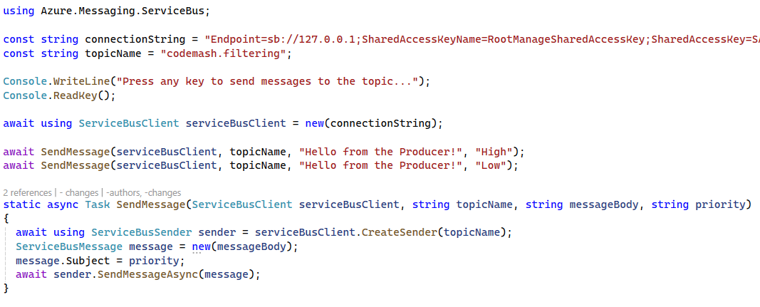 using Azure.Messaging.ServiceBus;
const string connectionString = "Endpoint=sb://127.0.0.1;SharedAccessKeyName=RootManageSharedAccessKey;SharedAccessKey=SA
const string topicName = "codemash.filtering";
Console.WriteLine("Press any key to send messages to the topic...");
Console.ReadKey();
await using ServiceBusClient serviceBusClient = new(connectionString);
await SendMessage(serviceBusClient, topicName, "Hello from the Producer!", "High");
await SendMessage(serviceBusClient, topicName, "Hello from the Producer!", "Low");
2 references | - changes | -authors, -changes
static async Task SendMessage(ServiceBusClient serviceBusClient, string topicName, string messageBody, string priority)
{
await using ServiceBusSender sender = serviceBusClient.CreateSender(topicName);
ServiceBusMessage message = new(messageBody);
message.Subject = priority;
await sender.SendMessageAsync(message);
}